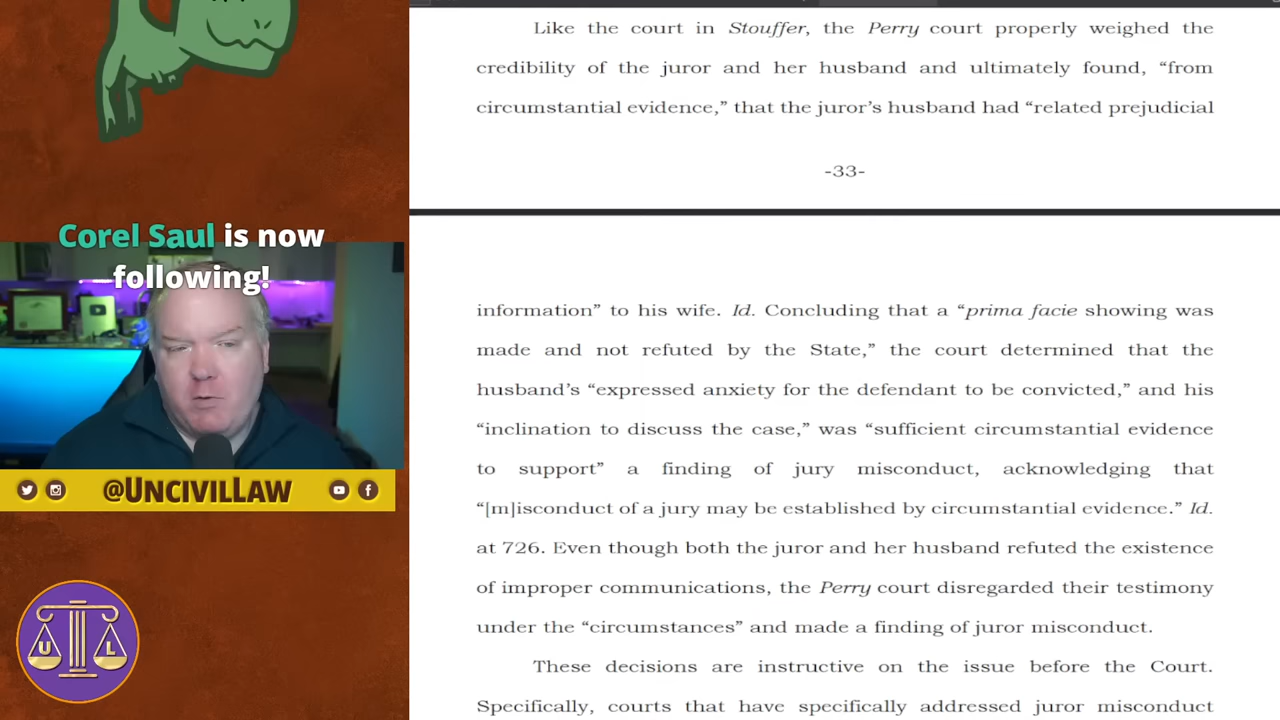 Corel Saul is now
following!
@UNCIVILLAW
U L
Like the court in Stouffer, the Perry court properly weighed the
credibility of the juror and her husband and ultimately found, “from
circumstantial evidence,” that the juror’s husband had “related prejudicial
-33-
information” to his wife. Id. Concluding that a “prima facie showing was
made and not refuted by the State,” the court determined that the
husband’s “expressed anxiety for the defendant to be convicted,” and his
“inclination to discuss the case,” was “sufficient circumstantial evidence
to support” a finding of jury misconduct, acknowledging that
“[m]isconduct of a jury may be established by circumstantial evidence.” Id.
at 726. Even though both the juror and her husband refuted the existence
of improper communications, the Perry court disregarded their testimony
under the “circumstances” and made a finding of juror misconduct.
These decisions are instructive on the issue before the Court.
Specifically, courts that have specifically addressed juror misconduct